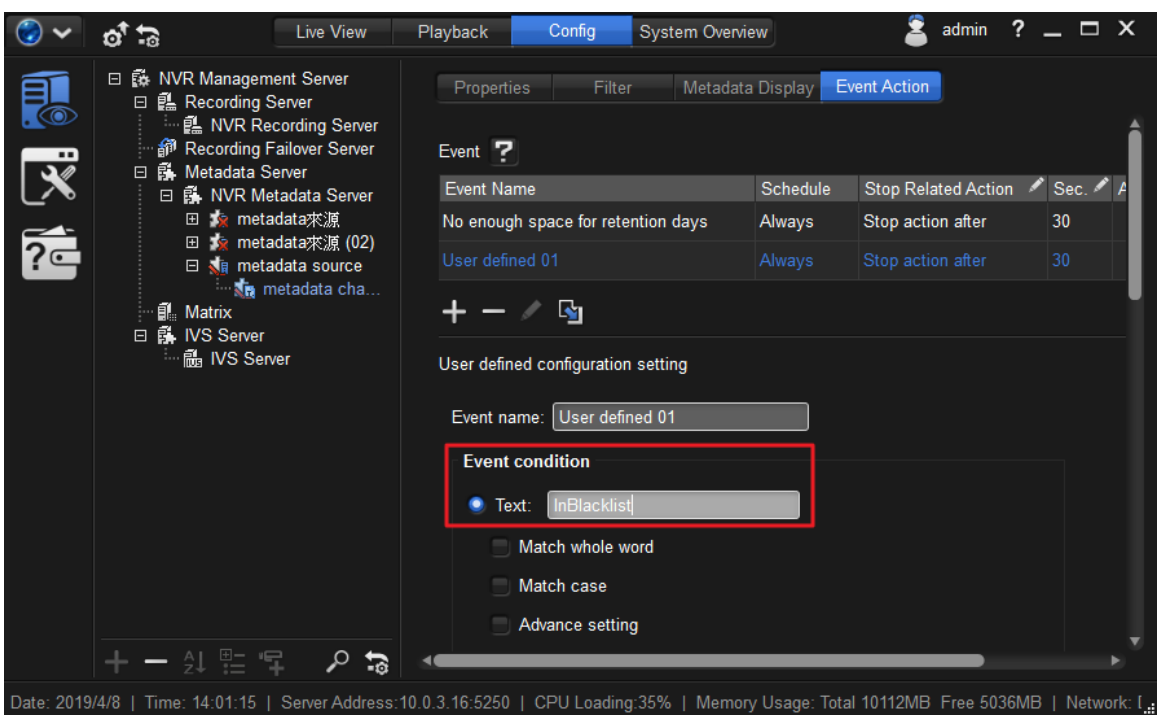 Live View Playback Config System Overview admin ?
NVR Management Server
Recording Server
NVR Recording Server
Recording Failover Server
Metadata Server
NVR Metadata Server
metadata來源
metadata來源 (02)
metadata source
metadata cha...
Matrix
IVS Server
IVS Server
Properties Filter Metadata Display Event Action
Event ?
Event Name Schedule Stop Related Action Sec. A
No enough space for retention days Always Stop action after 30
User defined 01 Always Stop action after 30
User defined configuration setting
Event name: User defined 01
Event condition
Text: InBlacklist
Match whole word
Match case
Advance setting
Date: 2019/4/8 | Time: 14:01:15 | Server Address:10.0.3.16:5250 | CPU Loading:35% | Memory Usage: Total 10112MB Free 5036MB | Network: